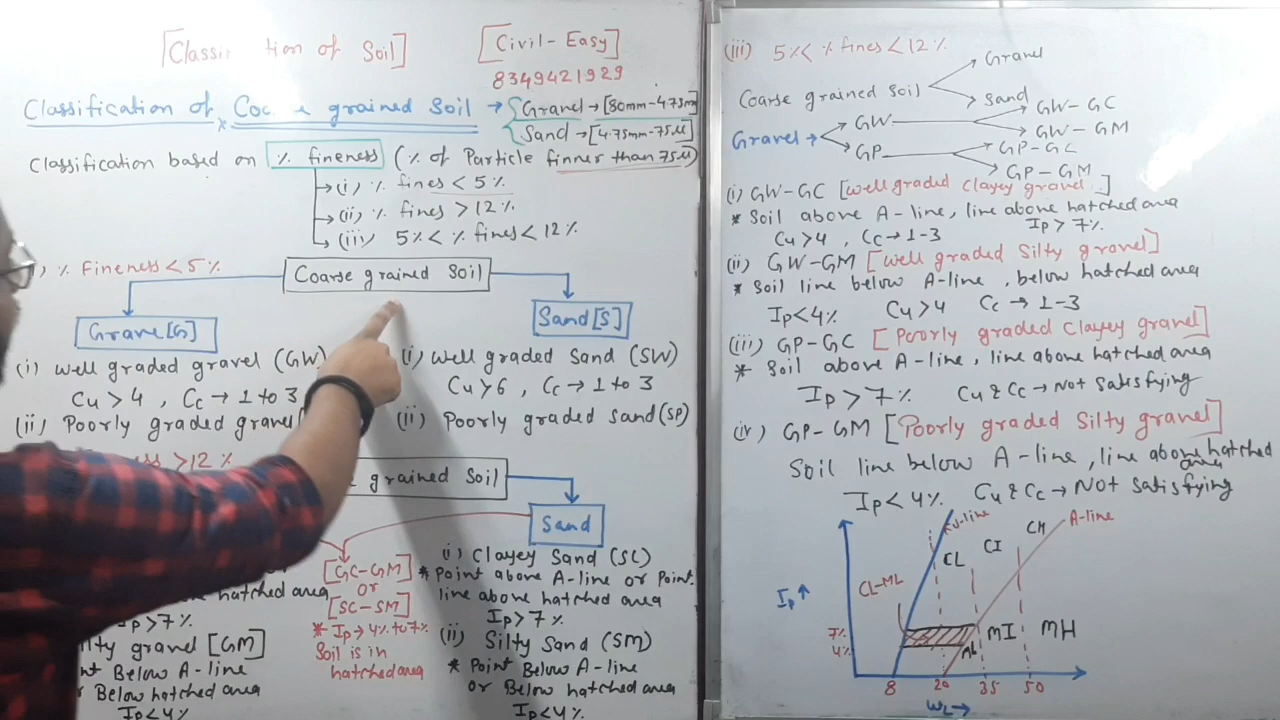 [Classi tion of Soil]
[Civil-Easy]
8349421929
Classification of Coc e grained Soil → Gravel → [80mm-4.75m
Sand → [4.75mm-75μ]
Classification based on % fineness (% of Particle finner than 75μ)
→ (i) % fines < 5%
→ (ii) % fines > 12%
→ (iii) 5% < % fines < 12%
) % Fineness < 5%
Coarse grained Soil
Gravel[G]
Sand[S]
(i) well graded gravel (GW)
Cu > 4 , Cc → 1 to 3
(ii) Poorly graded gravel
(i) well graded Sand (SW)
Cu > 6 , Cc → 1 to 3
(ii) Poorly graded Sand(SP)
ss > 12%
grained Soil
Sand
hatched area
Ip > 7%
lty gravel [GM]
nt Below A-line
r Below hatched area
Ip < 4%
[GC-GM]
or
[SC-SM]
* Ip → 4% to 7%
Soil is in
hatched area
(i) Clayey Sand (SC)
* Point above A-line or Point
line above hatched area
Ip > 7%
(ii) Silty Sand (SM)
* Point Below A-line
or Below hatched area
Ip < 4%
(iii) 5% < % fines < 12%
Coarse grained Soil
Gravel
Sand
Gravel →
GW
GW-GC
GW-GM
GP
GP-GC
GP-GM
(i) GW-GC [well graded clayey gravel]
* Soil above A-line, line above hatched area
Cu > 4 , Cc → 1-3 Ip > 7%
(ii) GW-GM [well graded Silty gravel]
* Soil line below A-line , below hatched area
Ip < 4% Cu > 4 Cc → 1-3
(iii) GP-GC [Poorly graded Clayey gravel]
* Soil above A-line, line above hatched area
Ip > 7% Cu & Cc → Not Satisfying
(iv) GP-GM [Poorly graded Silty gravel]
Soil line below A-line, line above hatched
area
Ip < 4% Cu & Cc → Not Satisfying
U-line
A-line
CH
CI
CL
CL-ML
Ip ↑
7%
4%
ML
MI
MH
8 20 35 50
WL →